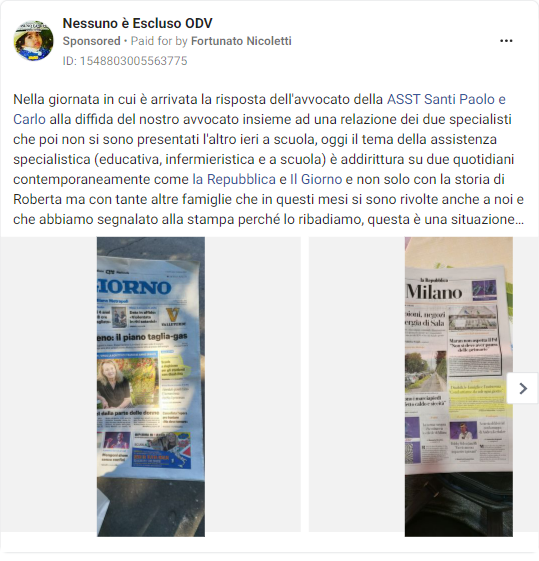 Nessuno è Escluso ODV
Sponsored • Paid for by Fortunato Nicoletti
ID: 1548803005563775
Nella giornata in cui è arrivata la risposta dell'avvocato della ASST Santi Paolo e
Carlo alla diffida del nostro avvocato insieme ad una relazione dei due specialisti
che poi non si sono presentati l'altro ieri a scuola, oggi il tema della assistenza
specialistica (educativa, infermieristica e a scuola) è addirittura su due quotidiani
contemporaneamente come la Repubblica e Il Giorno e non solo con la storia di
Roberta ma con tante altre famiglie che in questi mesi si sono rivolte anche a noi e
che abbiamo segnalato alla stampa perché lo ribadiamo, questa è una situazione...
GIORNO
VALLEVERDE
eno: il piano taglia-gas
dalla parte delle donne
la Repubblica
Milano
ioni, negozi
ergia di Sala